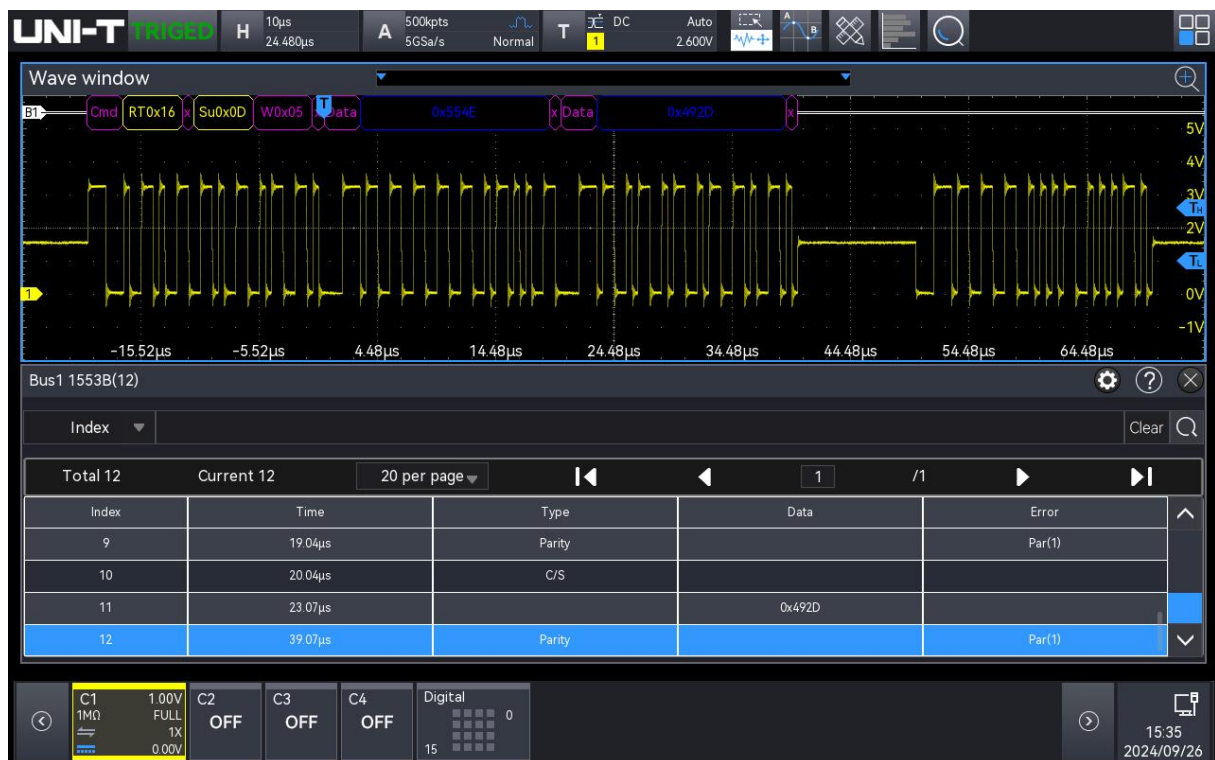 UNI-T TRIGED H 10μs 24.480μs A 500kpts 5GSa/s Normal T DC 1 Auto 2.600V A B
Wave window
T
B1 Cmd RT0x16 x Su0x0D W0x05 Data 0x554E x Data 0x492D x
5V
4V
3V
TH
2V
TL
1 0V
-1V
-15.52μs -5.52μs 4.48μs 14.48μs 24.48μs 34.48μs 44.48μs 54.48μs 64.48μs
Bus1 1553B(12) ?
Index Clear
Total 12 Current 12 20 per page 1 /1
Index Time Type Data Error
9 19.04μs Parity Par(1)
10 20.04μs C/S
11 23.07μs 0x492D
12 39.07μs Parity Par(1)
C1 1.00V C2 C3 C4 Digital
1MΩ FULL OFF OFF OFF 0
1X
0.00V 15
15:35
2024/09/26